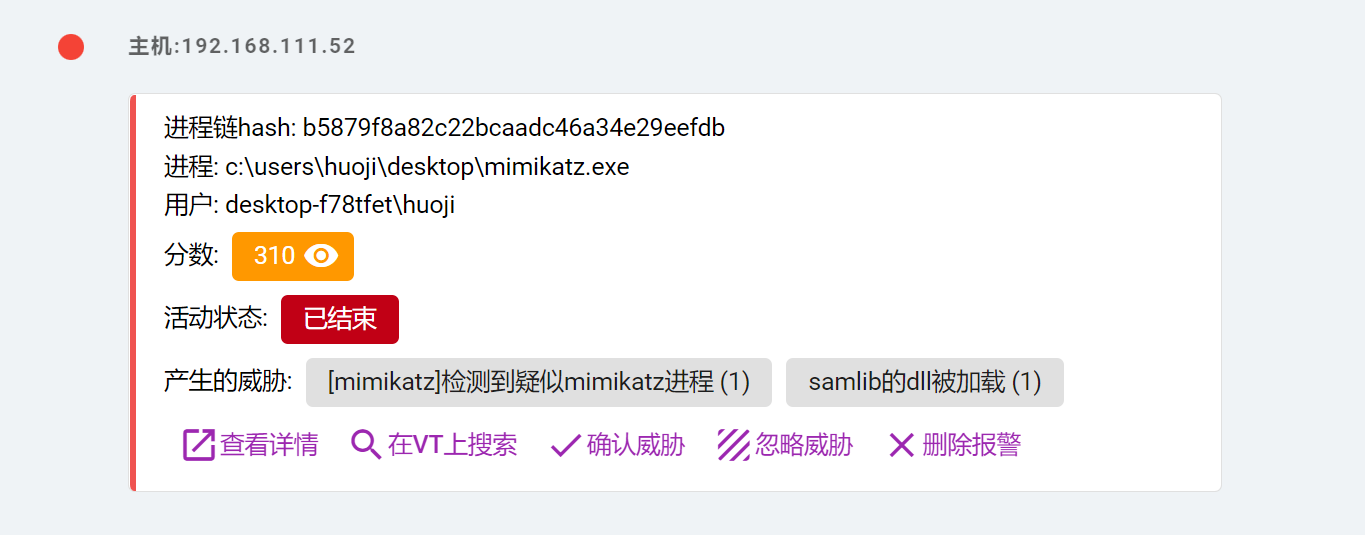 主机:192.168.111.52
进程链hash: b5879f8a82c22bcaadc46a34e29eefdb
进程: c:\users\huoji\desktop\mimikatz.exe
用户: desktop-f78tfet\huoji
分数: 310
活动状态: 已结束
产生的威胁: [mimikatz]检测到疑似mimikatz进程 (1) samlib的dll被加载 (1)
查看详情 在VT上搜索 确认威胁 忽略威胁 删除报警